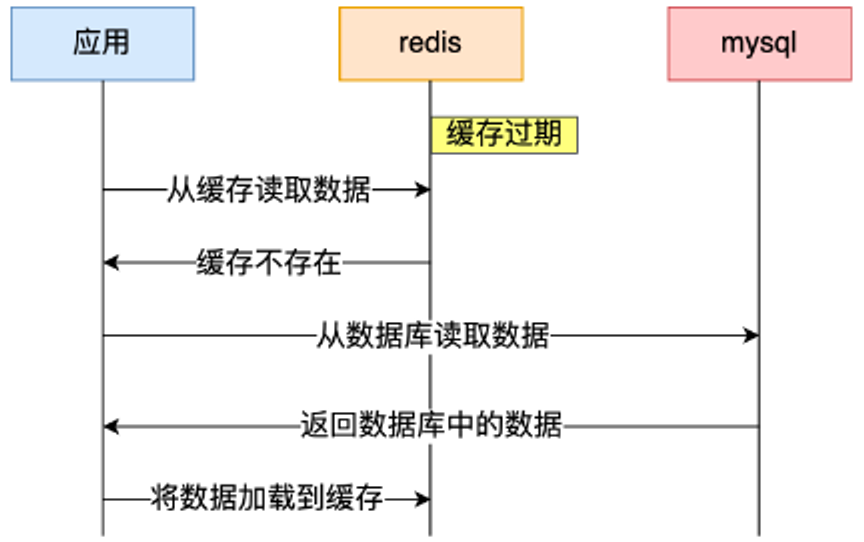 应用
redis
mysql
缓存过期
从缓存读取数据
缓存不存在
从数据库读取数据
返回数据库中的数据
将数据加载到缓存